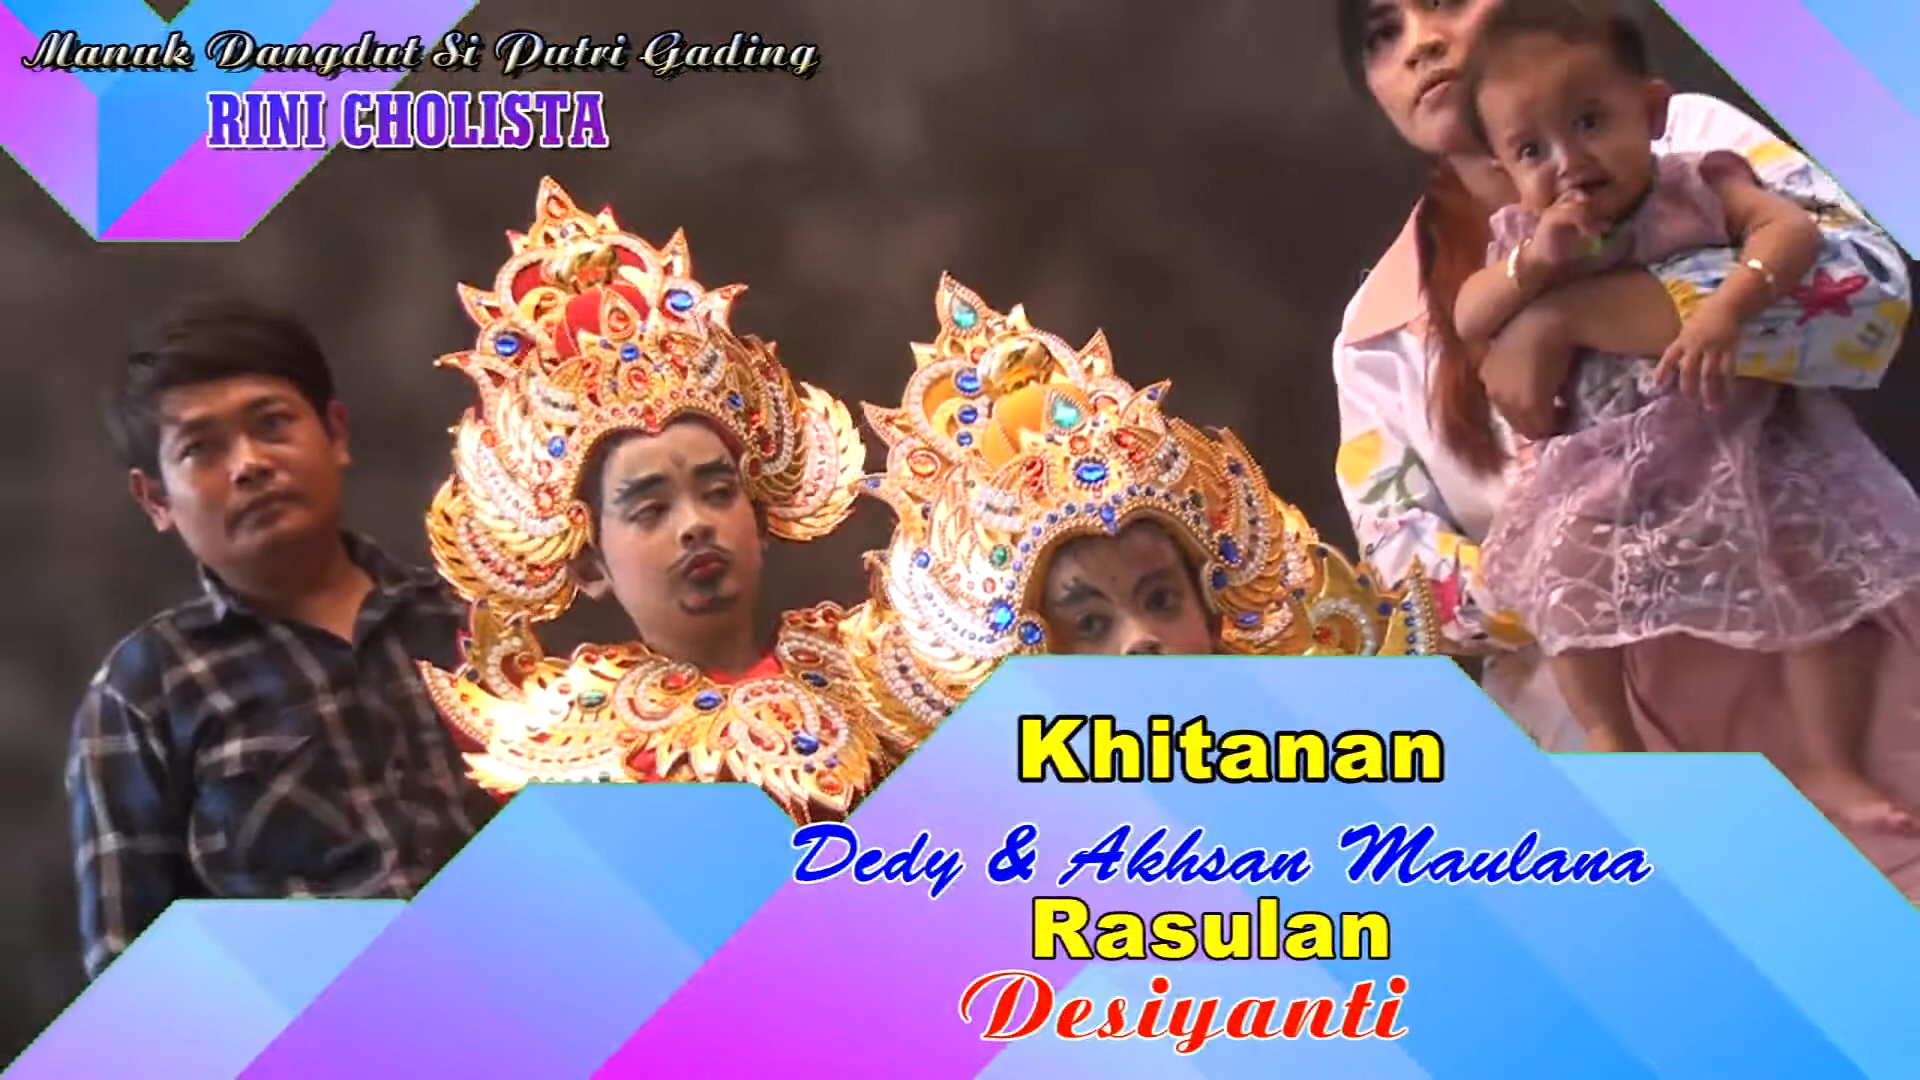 Manuk Dangdut Si Putri Gading
RINI CHOLISTA
Khitanan
Dedy & Akhsan Maulana
Rasulan
Desiyanti